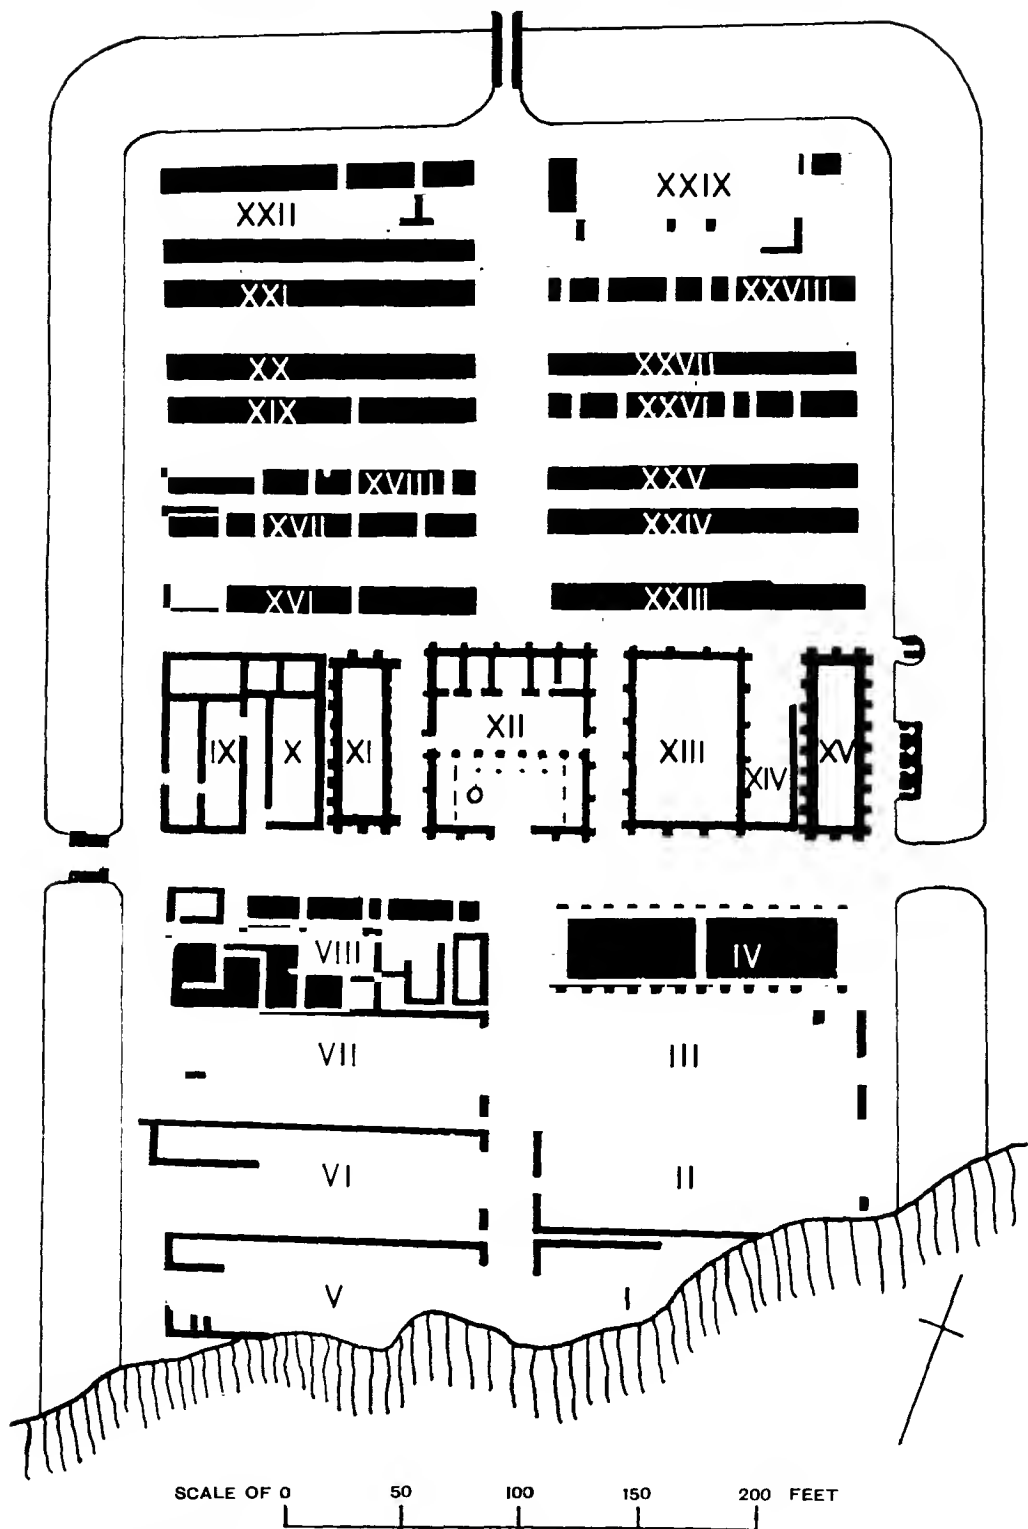 XXII XXIX
XXI XXVIII
XX XXVII
XIX XXVI
XVIII XXV
XVII XXIV
XVI XXIII
IX X XI XII XIII XIV XV
VIII IV
VII III
VI II
V I
SCALE OF 0 50 100 150 200 FEET